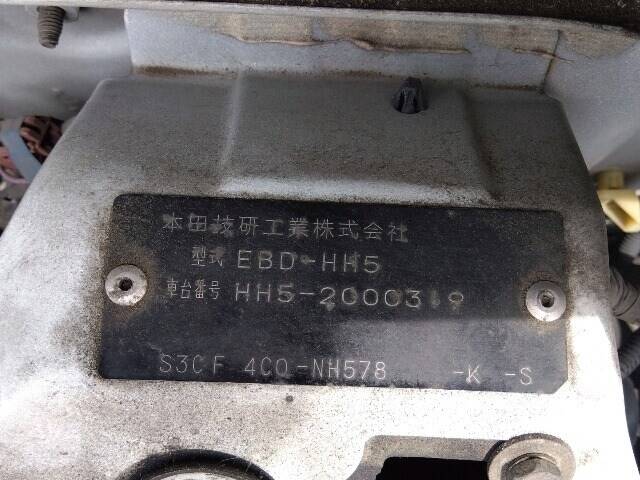 本田技研工業株式会社
型式 EBD-HH5
車台番号 HH5-2000319
S3CF 4C0-NH578 -K -S